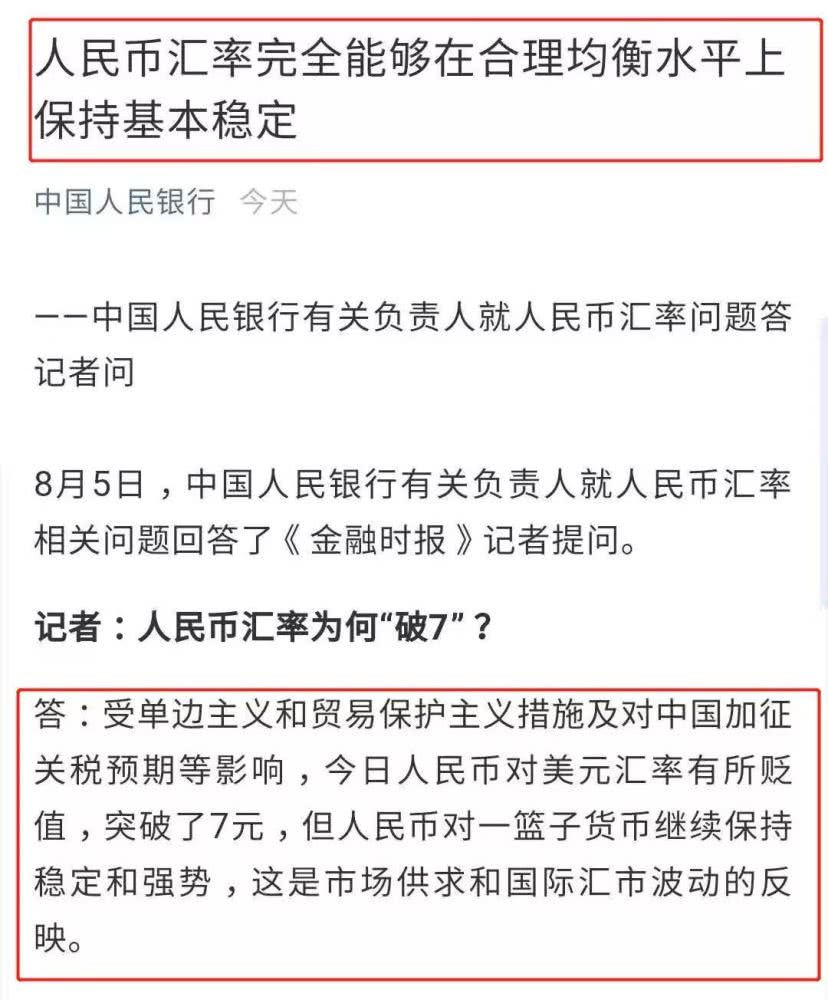 人民币汇率完全能够在合理均衡水平上
保持基本稳定
中国人民银行 今天
——中国人民银行有关负责人就人民币汇率问题答
记者问
8月5日，中国人民银行有关负责人就人民币汇率
相关问题回答了《金融时报》记者提问。
记者：人民币汇率为何“破7”？
答：受单边主义和贸易保护主义措施及对中国加征
关税预期等影响，今日人民币对美元汇率有所贬
值，突破了7元，但人民币对一篮子货币继续保持
稳定和强势，这是市场供求和国际汇市波动的反
映。